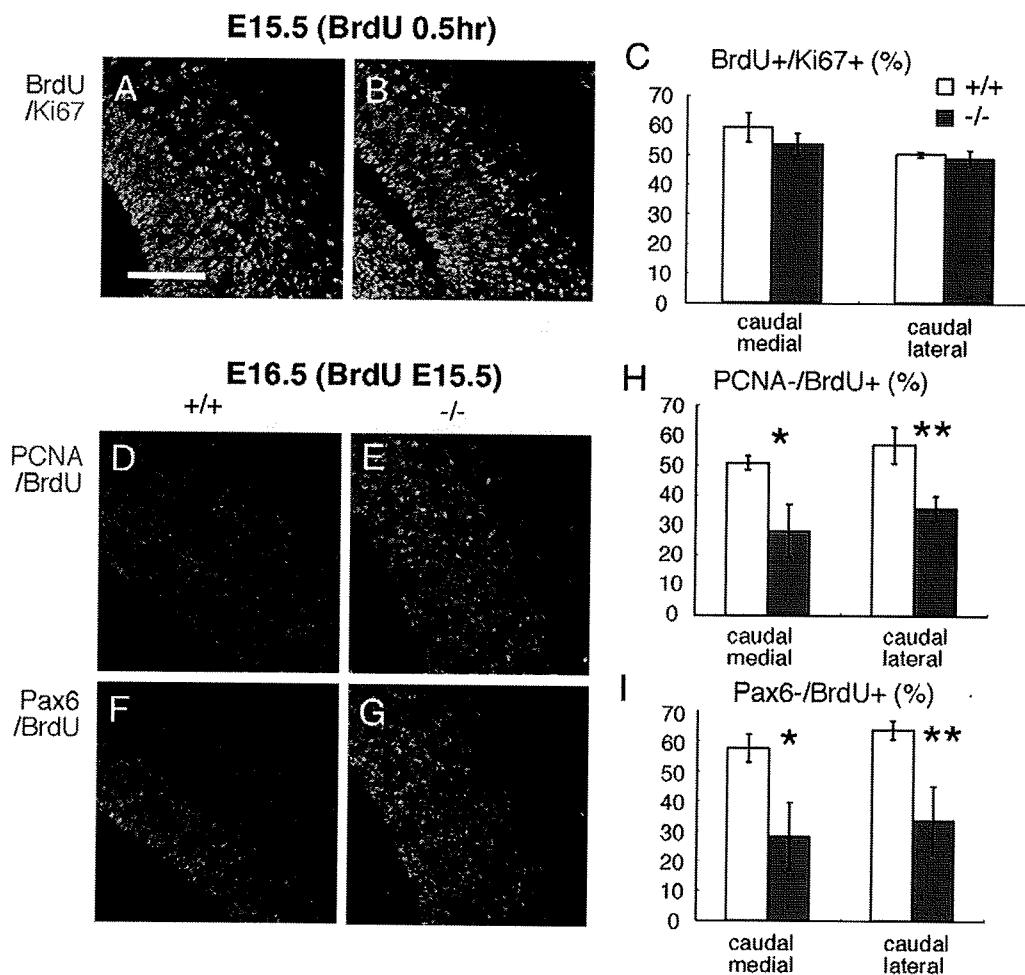 E15.5 (BrdU 0.5hr)
BrdU
/Ki67
A
B
C
BrdU+/Ki67+ (%)
+/+
-/-
70
60
50
40
30
20
10
0
caudal
medial
caudal
lateral
E16.5 (BrdU E15.5)
+/+
-/-
PCNA
/BrdU
D
E
H
PCNA-/BrdU+ (%)
70
60
50
40
30
20
10
0
*
**
caudal
medial
caudal
lateral
Pax6
/BrdU
F
G
I
Pax6-/BrdU+ (%)
70
60
50
40
30
20
10
0
*
**
caudal
medial
caudal
lateral